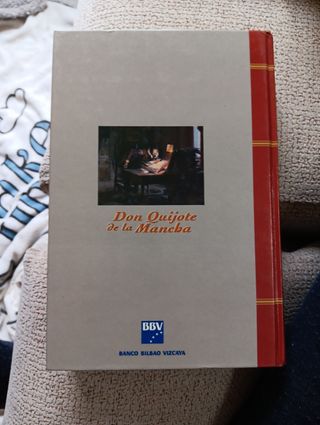 Don Quijote
de la Mancha
BBV
BANCO BILBAO VIZCAYA